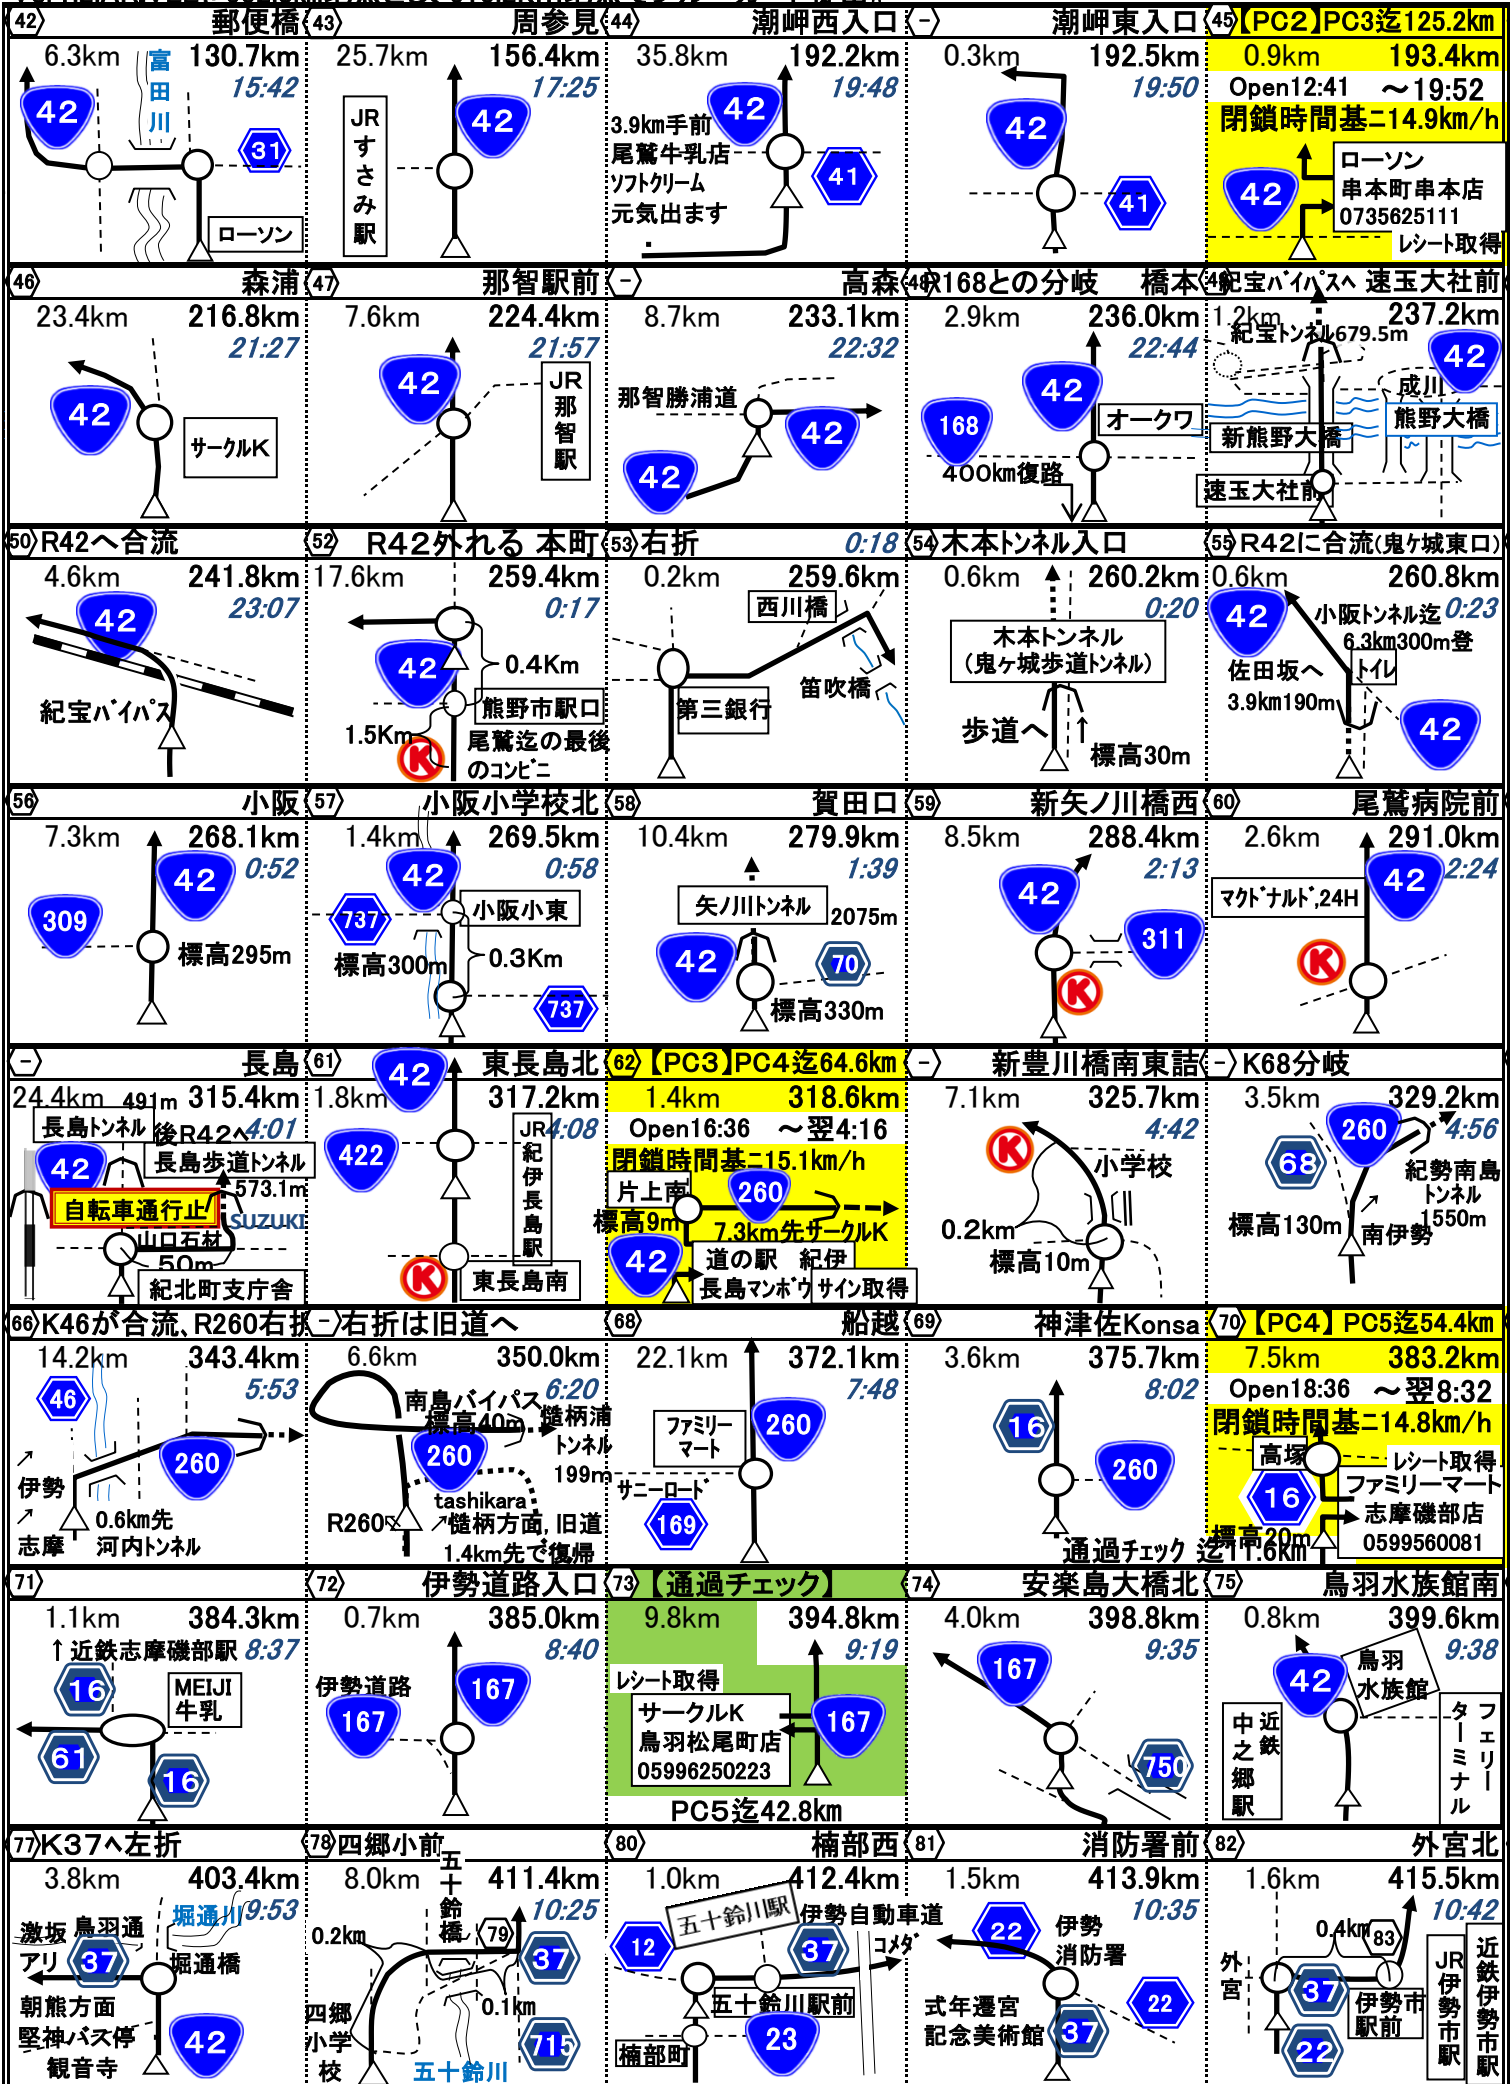 42 郵便橋
6.3km 130.7km
15:42
富田川
42
31
ローソン
43 周参見
25.7km 156.4km
17:25
JRすさみ駅
42
44 潮岬西入口
35.8km 192.2km
19:48
42
3.9km手前
尾鷲牛乳店
ソフトクリーム
元気出ます
41
- 潮岬東入口
0.3km 192.5km
19:50
42
41
45 【PC2】PC3迄125.2km
0.9km 193.4km
Open12:41 ～19:52
閉鎖時間基ﾆ14.9km/h
42
ローソン
串本町串本店
0735625111
レシート取得
46 森浦
23.4km 216.8km
21:27
42
サークルK
47 那智駅前
7.6km 224.4km
21:57
42
JR那智駅
- 高森
8.7km 233.1km
22:32
那智勝浦道
42
42
48 R168との分岐 橋本
2.9km 236.0km
22:44
42
168
オークワ
400km復路
49 紀宝バイパスへ 速玉大社前
1.2km 237.2km
紀宝トンネル679.5m
42
成川
熊野大橋
新熊野大橋
速玉大社前
50 R42へ合流
4.6km 241.8km
23:07
42
紀宝バイパス
52 R42外れる 本町
17.6km 259.4km
0:17
42
0.4Km
熊野市駅口
1.5Km
K
尾鷲迄の最後
のコンビニ
53 右折 0:18
0.2km 259.6km
西川橋
笛吹橋
第三銀行
54 木本トンネル入口
0.6km 260.2km
0:20
木本トンネル
(鬼ヶ城歩道トンネル)
歩道へ↑
標高30m
55 R42に合流(鬼ヶ城東口)
0.6km 260.8km
0:23
42
小阪トンネル迄
6.3km300m登
佐田坂へ
トイレ
3.9km190m
42
56 小阪
7.3km 268.1km
0:52
42
309
標高295m
57 小阪小学校北
1.4km 269.5km
0:58
42
737
小阪小東
標高300m
0.3Km
737
58 賀田口
10.4km 279.9km
1:39
矢ノ川トンネル
2075m
42
70
標高330m
59 新矢ノ川橋西
8.5km 288.4km
2:13
42
311
K
60 尾鷲病院前
2.6km 291.0km
2:24
42
マクドナルド,24H
K
- 長島
24.4km 315.4km
491m
4:01
長島トンネル
後R42へ
42
長島歩道トンネル
573.1m
自転車通行止
SUZUKI
山口石材
50m
紀北町支庁舎
61 東長島北
1.8km 317.2km
4:08
42
422
JR紀伊長島駅
K
東長島南
62 【PC3】PC4迄64.6km
1.4km 318.6km
Open16:36 ～翌4:16
閉鎖時間基ﾆ15.1km/h
片上南
260
標高9m
7.3km先サークルK
42
道の駅 紀伊
長島マンボウ
サイン取得
- 新豊川橋南東詰
7.1km 325.7km
4:42
K
小学校
0.2km
標高10m
- K68分岐
3.5km 329.2km
4:56
260
68
紀勢南島
トンネル
1550m
標高130m
↗
南伊勢
66 K46が合流、R260右折
14.2km 343.4km
5:53
46
260
↗
伊勢
↗
志摩
0.6km先
河内トンネル
- 右折は旧道へ
6.6km 350.0km
6:20
南島バイパス
標高40m
慥柄浦
トンネル
199m
260
tashikara
R260↖
↗慥柄方面,旧道
1.4km先で復帰
68 船越
22.1km 372.1km
7:48
ファミリー
マート
260
サニーロード
169
69 神津佐Konsa
3.6km 375.7km
8:02
16
260
通過チェック 迄11.6km
70 【PC4】 PC5迄54.4km
7.5km 383.2km
Open18:36 ～翌8:32
閉鎖時間基ﾆ14.8km/h
高塚
レシート取得
16
ファミリーマート
志摩磯部店
0599560081
標高20m
71
1.1km 384.3km
8:37
↑近鉄志摩磯部駅
16
MEIJI
牛乳
61
16
72 伊勢道路入口
0.7km 385.0km
8:40
伊勢道路
167
167
73 【通過チェック】
9.8km 394.8km
9:19
レシート取得
サークルK
鳥羽松尾町店
05996250223
167
PC5迄42.8km
74 安楽島大橋北
4.0km 398.8km
9:35
167
750
75 鳥羽水族館南
0.8km 399.6km
9:38
42
鳥羽
水族館
近鉄
中之郷駅
フェリー
ターミナル
77 K37へ左折
3.8km 403.4km
9:53
激坂
アリ
鳥羽通
堀通川
37
堀通橋
朝熊方面
堅神バス停
観音寺
42
78 四郷小前
8.0km 411.4km
10:25
五十鈴橋
0.2km
79
37
0.1km
四郷
小学
校
715
五十鈴川
80 楠部西
1.0km 412.4km
五十鈴川駅
伊勢自動車道
12
37
コメダ
五十鈴川駅前
楠部町
23
81 消防署前
1.5km 413.9km
10:35
22
伊勢
消防署
22
式年遷宮
記念美術館
37
82 外宮北
1.6km 415.5km
10:42
0.4km
83
外宮
37
伊勢市
駅前
22
JR伊勢市駅
近鉄伊勢市駅